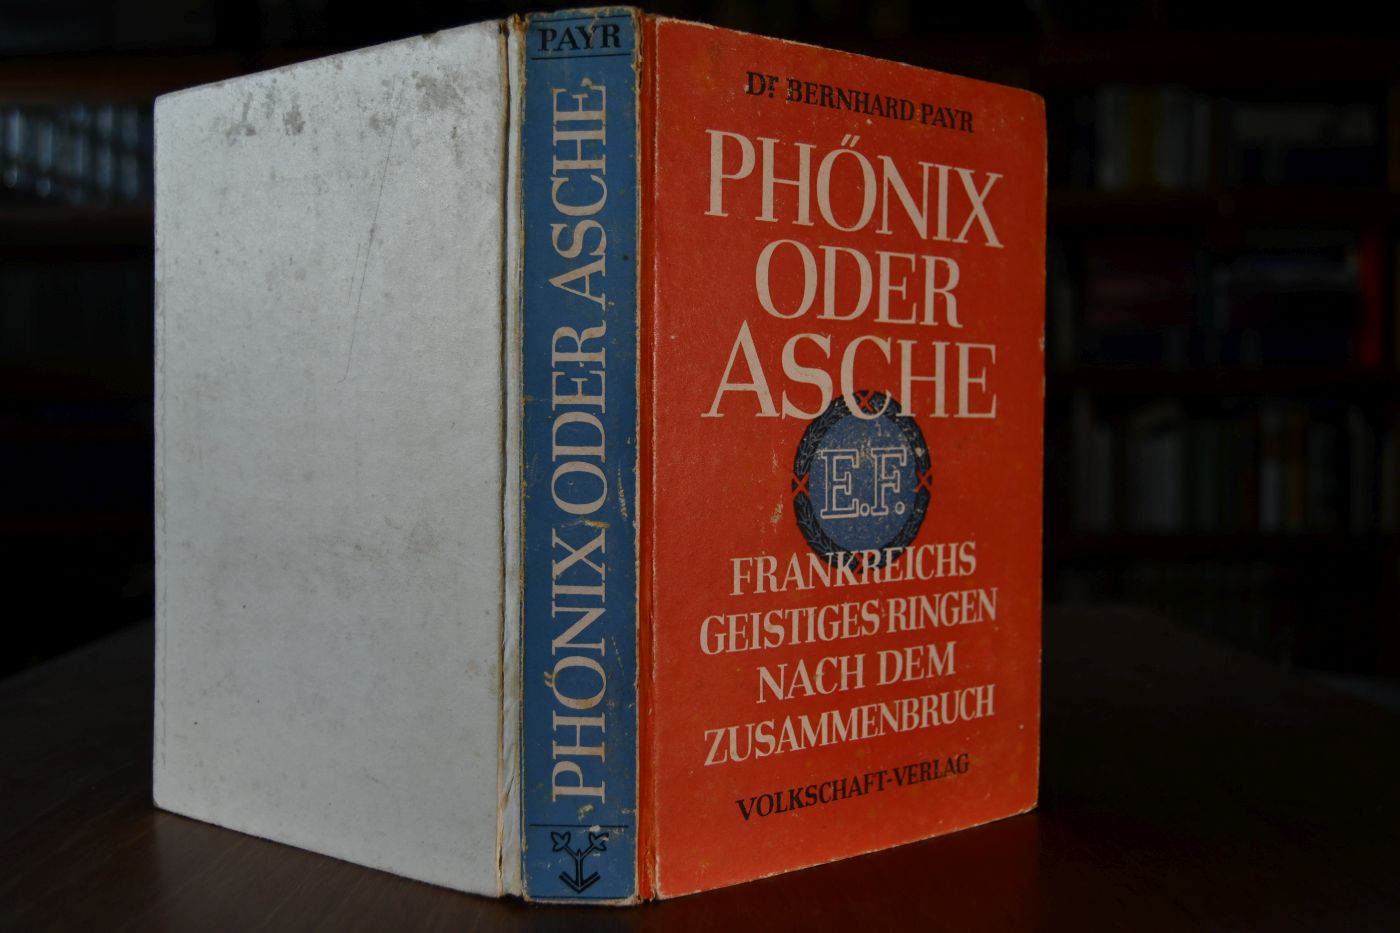 PAYR
PHÖNIX ODER ASCHE
Dr. BERNHARD PAYR
PHÖNIX
ODER
ASCHE
E.F.
FRANKREICHS
GEISTIGES RINGEN
NACH DEM
ZUSAMMENBRUCH
VOLKSCHAFT-VERLAG